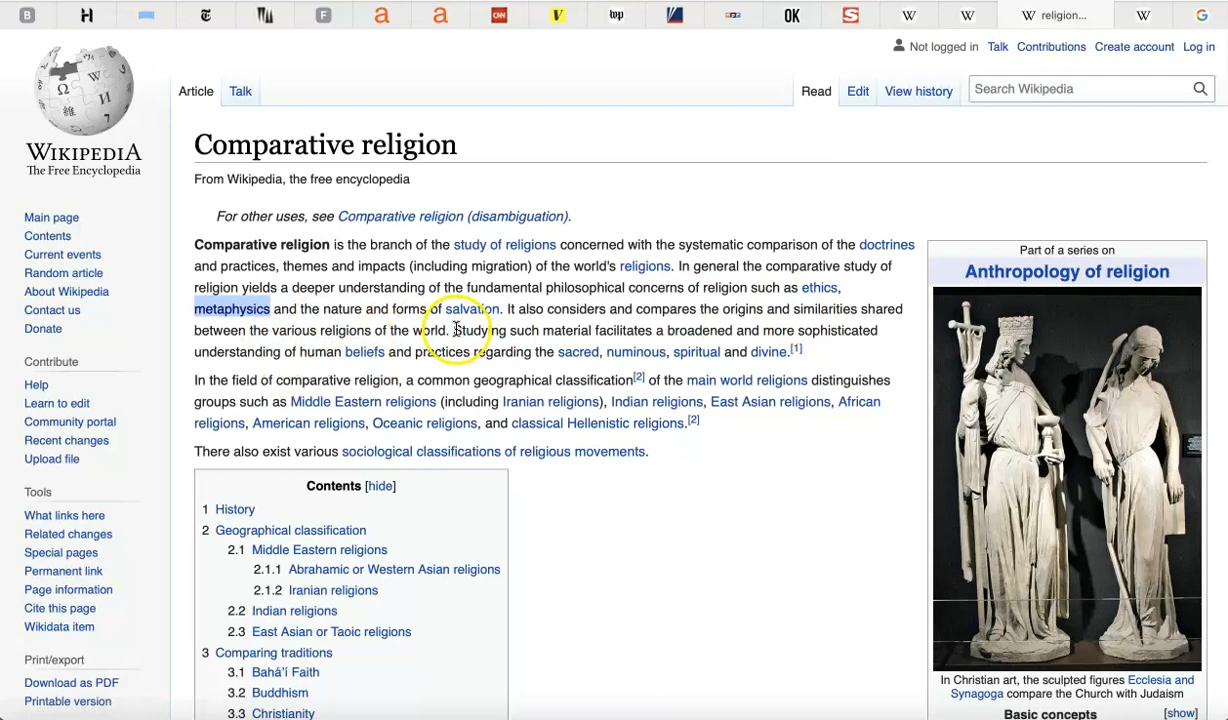 B H T F a a CNN V wp OK S W W W religion... W G
Not logged in Talk Contributions Create account Log in
Article Talk Read Edit View history Search Wikipedia
WIKIPEDIA
The Free Encyclopedia
Main page
Contents
Current events
Random article
About Wikipedia
Contact us
Donate
Contribute
Help
Learn to edit
Community portal
Recent changes
Upload file
Tools
What links here
Related changes
Special pages
Permanent link
Page information
Cite this page
Wikidata item
Print/export
Download as PDF
Printable version
Comparative religion
From Wikipedia, the free encyclopedia
For other uses, see Comparative religion (disambiguation).
Comparative religion is the branch of the study of religions concerned with the systematic comparison of the doctrines
and practices, themes and impacts (including migration) of the world's religions. In general the comparative study of
religion yields a deeper understanding of the fundamental philosophical concerns of religion such as ethics,
metaphysics and the nature and forms of salvation. It also considers and compares the origins and similarities shared
between the various religions of the world. Studying such material facilitates a broadened and more sophisticated
understanding of human beliefs and practices regarding the sacred, numinous, spiritual and divine.[1]
In the field of comparative religion, a common geographical classification[2] of the main world religions distinguishes
groups such as Middle Eastern religions (including Iranian religions), Indian religions, East Asian religions, African
religions, American religions, Oceanic religions, and classical Hellenistic religions.[2]
There also exist various sociological classifications of religious movements.
Contents [hide]
1 History
2 Geographical classification
2.1 Middle Eastern religions
2.1.1 Abrahamic or Western Asian religions
2.1.2 Iranian religions
2.2 Indian religions
2.3 East Asian or Taoic religions
3 Comparing traditions
3.1 Bahá'í Faith
3.2 Buddhism
3.3 Christianity
Part of a series on
Anthropology of religion
In Christian art, the sculpted figures Ecclesia and
Synagoga compare the Church with Judaism
Basic concepts [show]